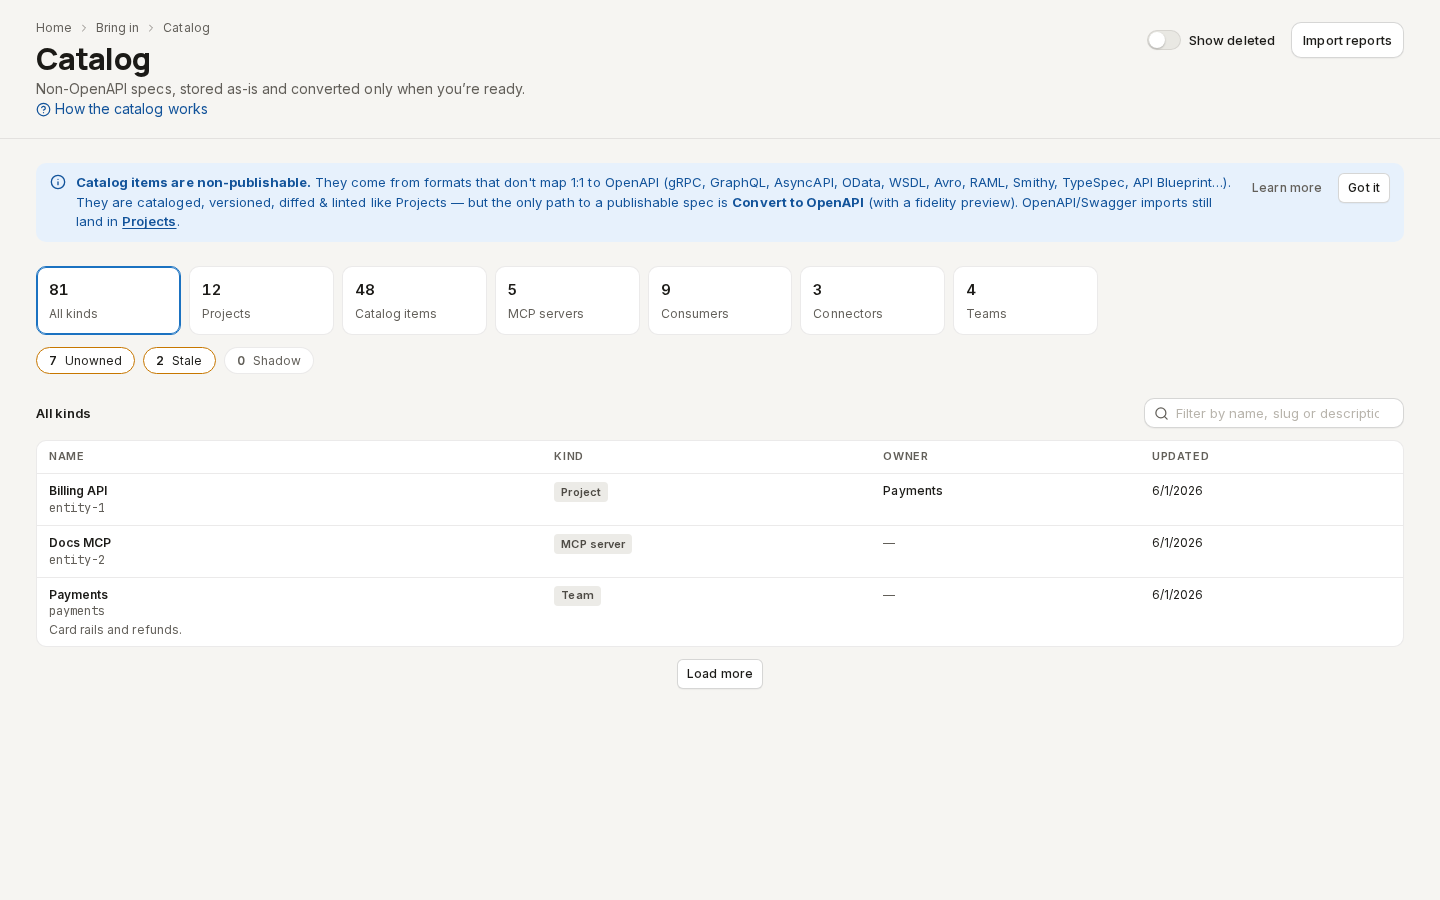 Home > Bring in > Catalog
Catalog
Non-OpenAPI specs, stored as-is and converted only when you’re ready.
How the catalog works
Show deleted
Import reports
Catalog items are non-publishable. They come from formats that don't map 1:1 to OpenAPI (gRPC, GraphQL, AsyncAPI, OData, WSDL, Avro, RAML, Smithy, TypeSpec, API Blueprint…).
They are cataloged, versioned, diffed & linted like Projects — but the only path to a publishable spec is Convert to OpenAPI (with a fidelity preview). OpenAPI/Swagger imports still
land in Projects.
Learn more
Got it
81
All kinds
12
Projects
48
Catalog items
5
MCP servers
9
Consumers
3
Connectors
4
Teams
7 Unowned
2 Stale
0 Shadow
All kinds
Filter by name, slug or descriptic
NAME KIND OWNER UPDATED
Billing API Project Payments 6/1/2026
entity-1
Docs MCP MCP server — 6/1/2026
entity-2
Payments Team — 6/1/2026
payments
Card rails and refunds.
Load more